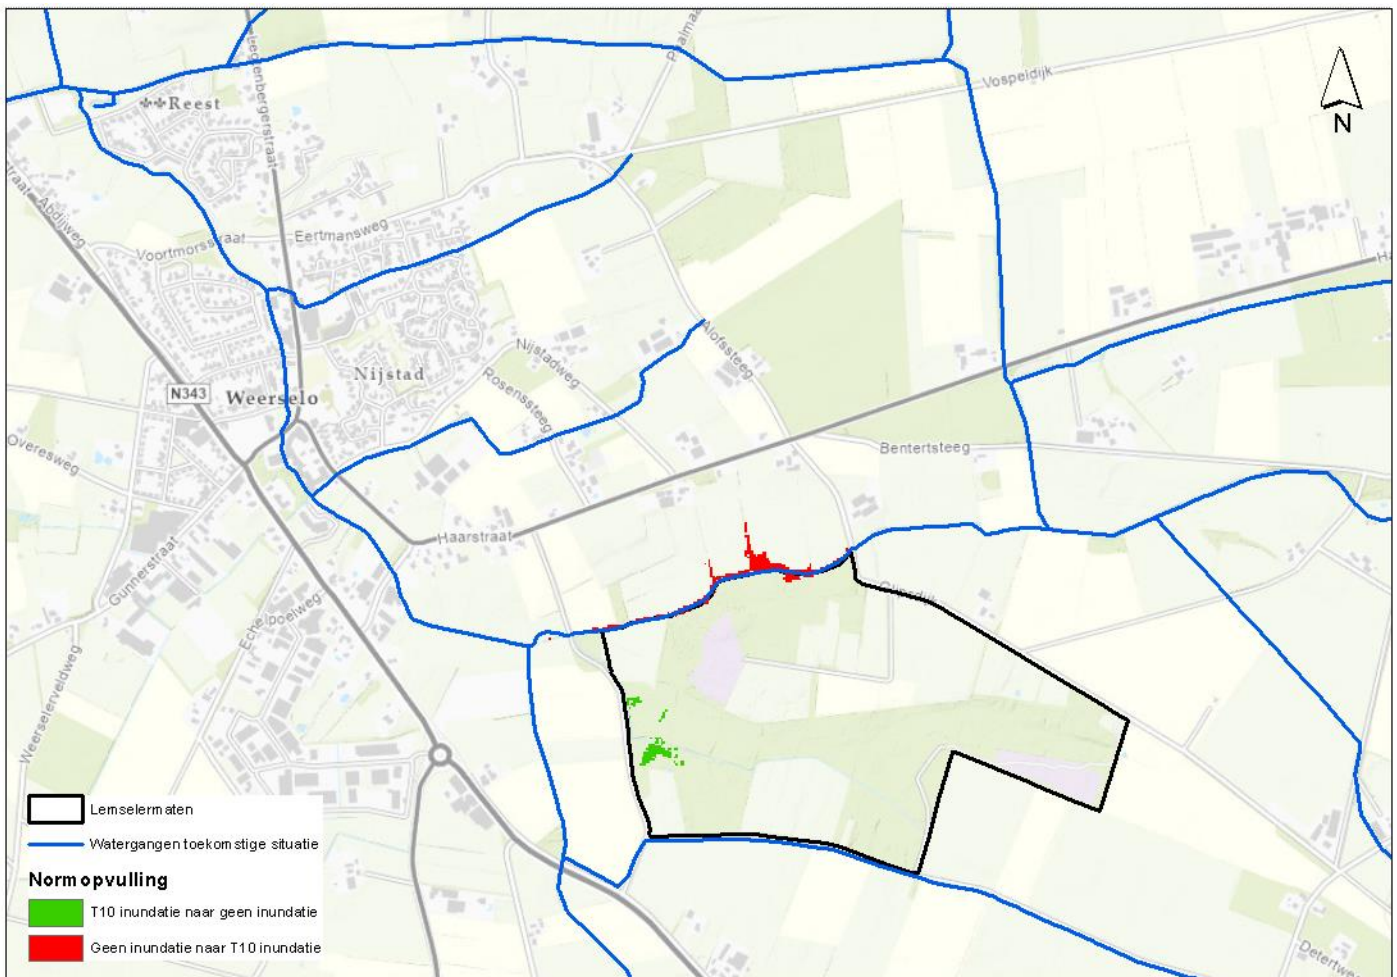 Reest
Vospeldijk
N
Abdijweg
Voortmorsstraat
Eertmansweg
Nijstad
N343
Weerselo
Nijstadweg
Rosenssteeg
Alofssteeg
Overesweg
Bentertsteeg
Haarstraat
Gunnerstraat
Echelpoelweg
Weerselerveldweg
Lemselermaten
Watergangen toekomstige situatie
Normopvulling
T10 inundatie naar geen inundatie
Geen inundatie naar T10 inundatie